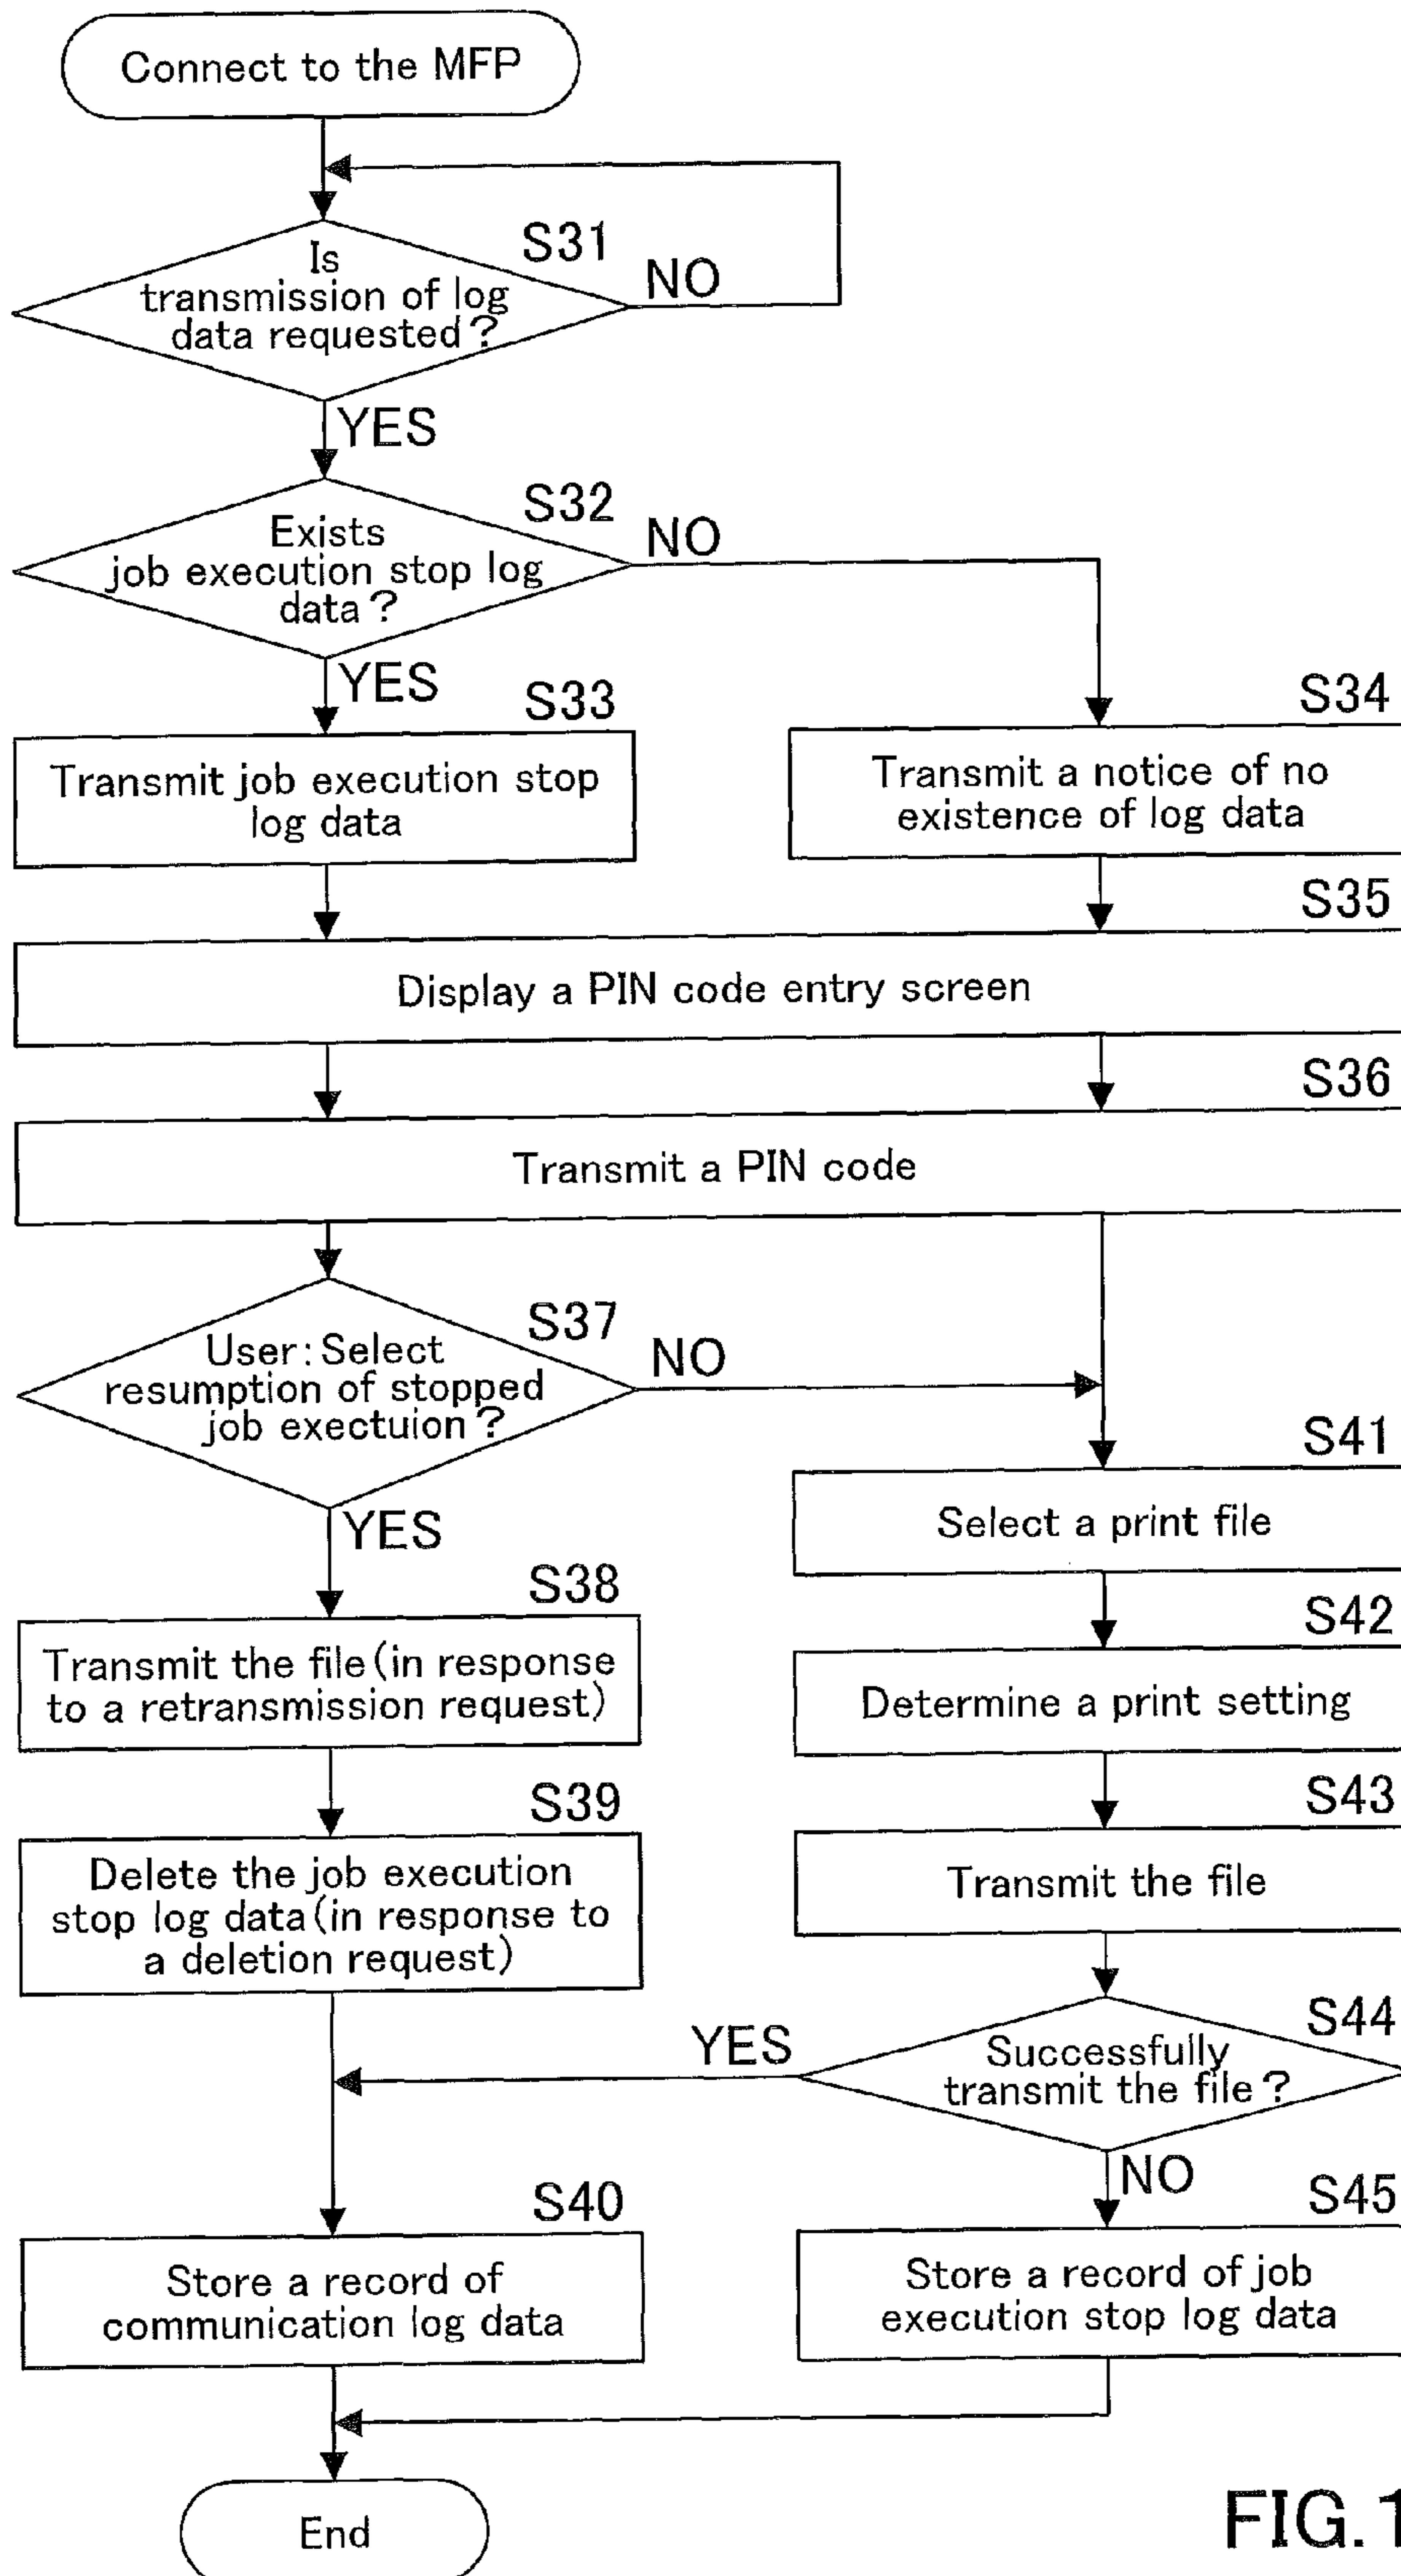 Connect to the MFP
S31
Is
transmission of log
data requested?
NO
YES
S32
Exists
job execution stop log
data?
NO
YES
S33
Transmit job execution stop
log data
S34
Transmit a notice of no
existence of log data
S35
Display a PIN code entry screen
S36
Transmit a PIN code
S37
User:Select
resumption of stopped
job exectuion?
NO
YES
S38
Transmit the file(in response
to a retransmission request)
S39
Delete the job execution
stop log data(in response to
a deletion request)
S41
Select a print file
S42
Determine a print setting
S43
Transmit the file
S44
Successfully
transmit the file?
YES
NO
S40
Store a record of
communication log data
S45
Store a record of job
execution stop log data
End
FIG.1